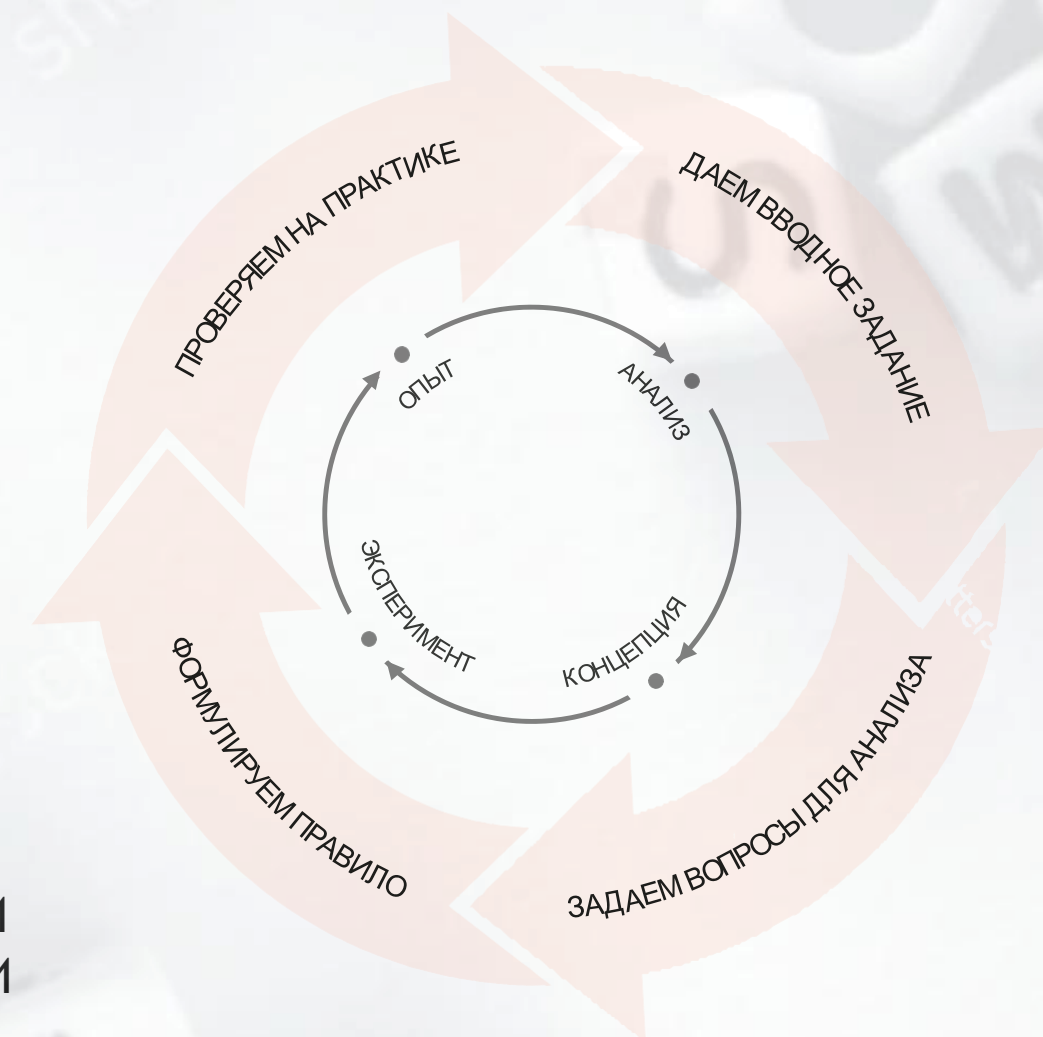 ПРОВЕРЯЕМ НА ПРАКТИКЕ
ДАЕМ ВВОДНОЕ ЗАДАНИЕ
ОПЫТ
АНАЛИЗ
ЭКСПЕРИМЕНТ
КОНЦЕПЦИЯ
ФОРМУЛИРУЕМ ПРАВИЛО
ЗАДАЕМ ВОПРОСЫ ДЛЯ АНАЛИЗА